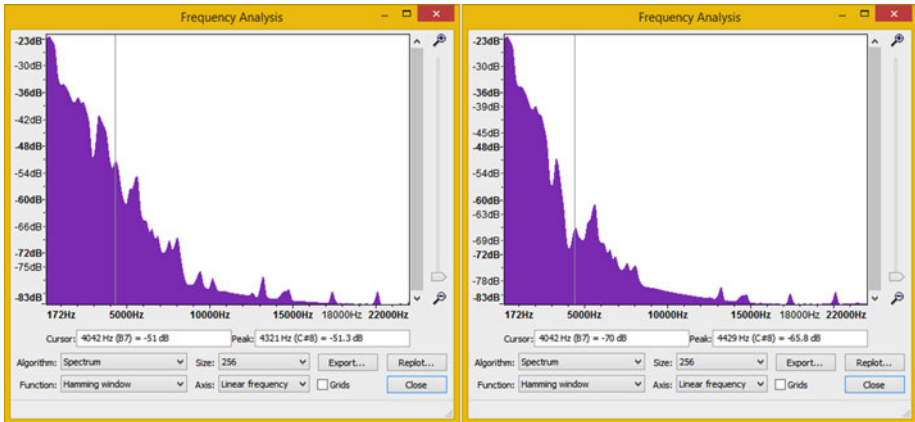 Frequency Analysis
-23dB
-30dB
-36dB
-42dB
-48dB
-54dB
-60dB
-66dB
-72dB
-75dB
-83dB
172Hz 5000Hz 10000Hz 15000Hz 18000Hz 22000Hz
Cursor: 4042 Hz (B7) = -51 dB Peak: 4321 Hz (C#8) = -51.3 dB
Algorithm: Spectrum Size: 256 Export... Replot...
Function: Hamming window Axis: Linear frequency Grids Close
Frequency Analysis
-23dB
-30dB
-36dB
-39dB
-45dB
-48dB
-54dB
-60dB
-63dB
-69dB
-72dB
-78dB
-83dB
172Hz 5000Hz 10000Hz 15000Hz 18000Hz 22000Hz
Cursor: 4042 Hz (B7) = -70 dB Peak: 4429 Hz (C#8) = -65.8 dB
Algorithm: Spectrum Size: 256 Export... Replot...
Function: Hamming window Axis: Linear frequency Grids Close